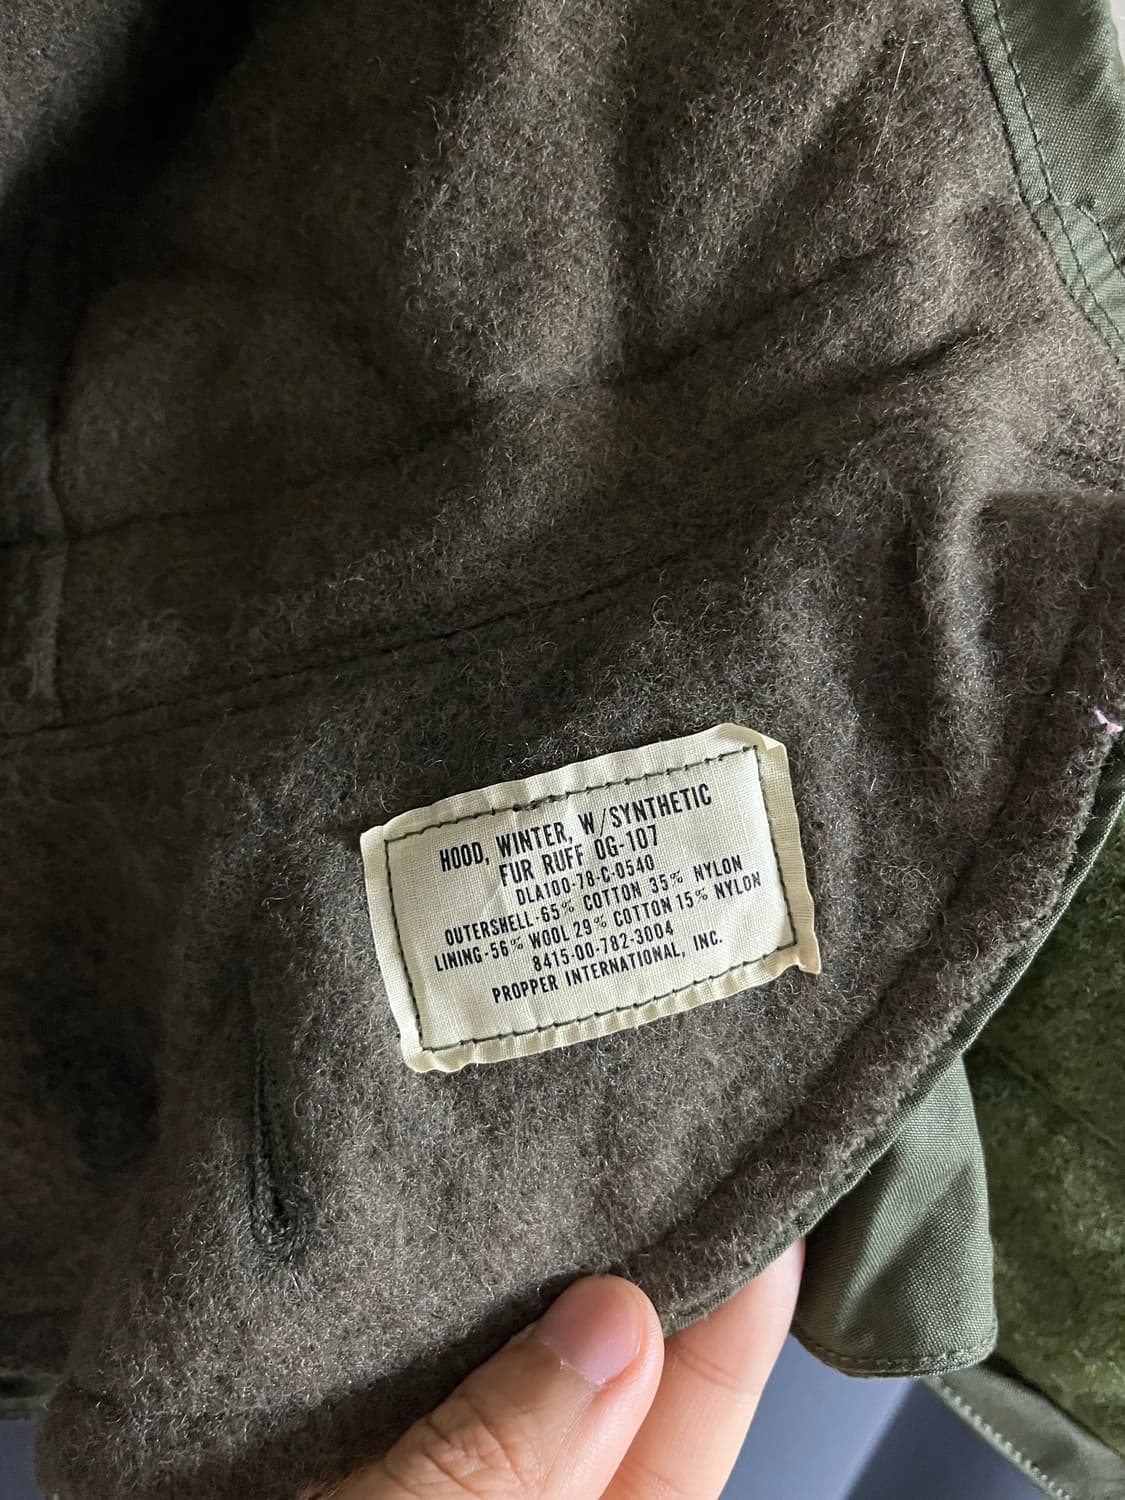 HOOD, WINTER, W/SYNTHETIC
FUR RUFF OG-107
DLA100-78-C-0540
OUTERSHELL-65% COTTON 35% NYLON
LINING-56% WOOL 29% COTTON 15% NYLON
8415-00-782-3004
PROPPER INTERNATIONAL, INC.